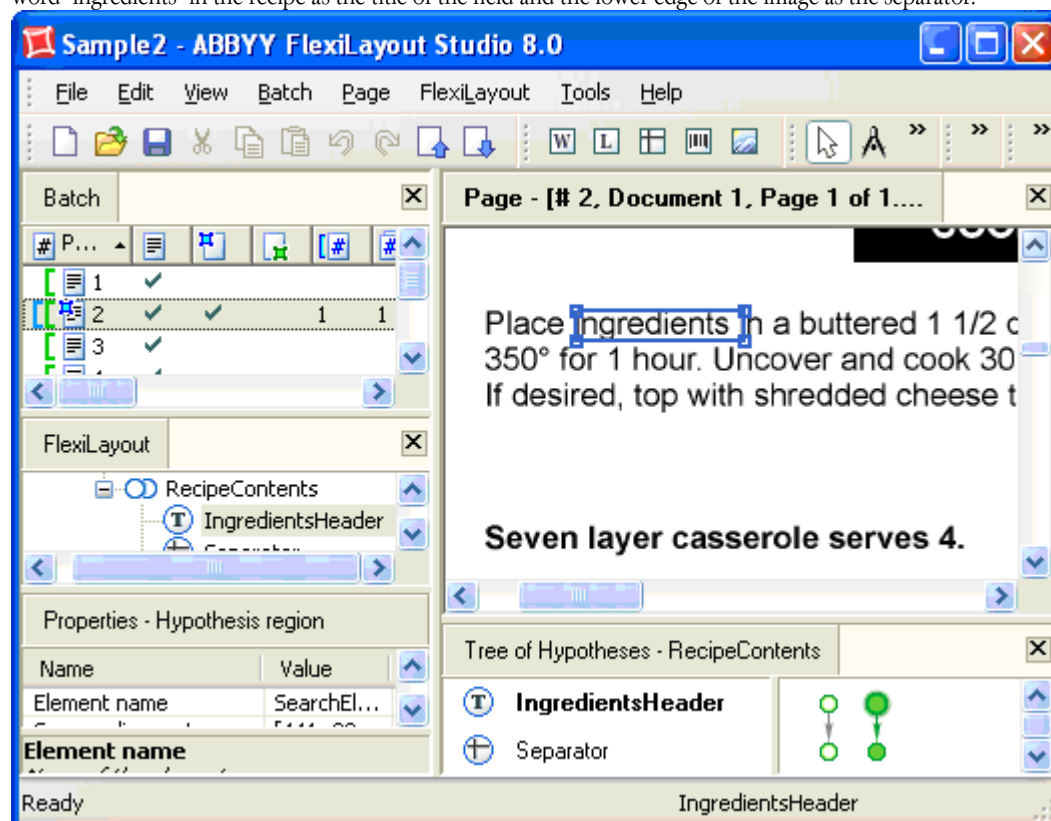 word "ingredients" in the recipe as the title of the field and the lower edge of the image as the separator.
Sample2 - ABBYY FlexiLayout Studio 8.0
File Edit View Batch Page FlexiLayout Tools Help
W L
Batch
# P... [# #
1
2 1 1
3
FlexiLayout
RecipeContents
IngredientsHeader
Separator
Properties - Hypothesis region
Name Value
Element name SearchEl...
Element name
Page - [# 2, Document 1, Page 1 of 1....
Place ingredients in a buttered 1 1/2
350° for 1 hour. Uncover and cook 30
If desired, top with shredded cheese
Seven layer casserole serves 4.
Tree of Hypotheses - RecipeContents
T IngredientsHeader
Separator
Ready IngredientsHeader